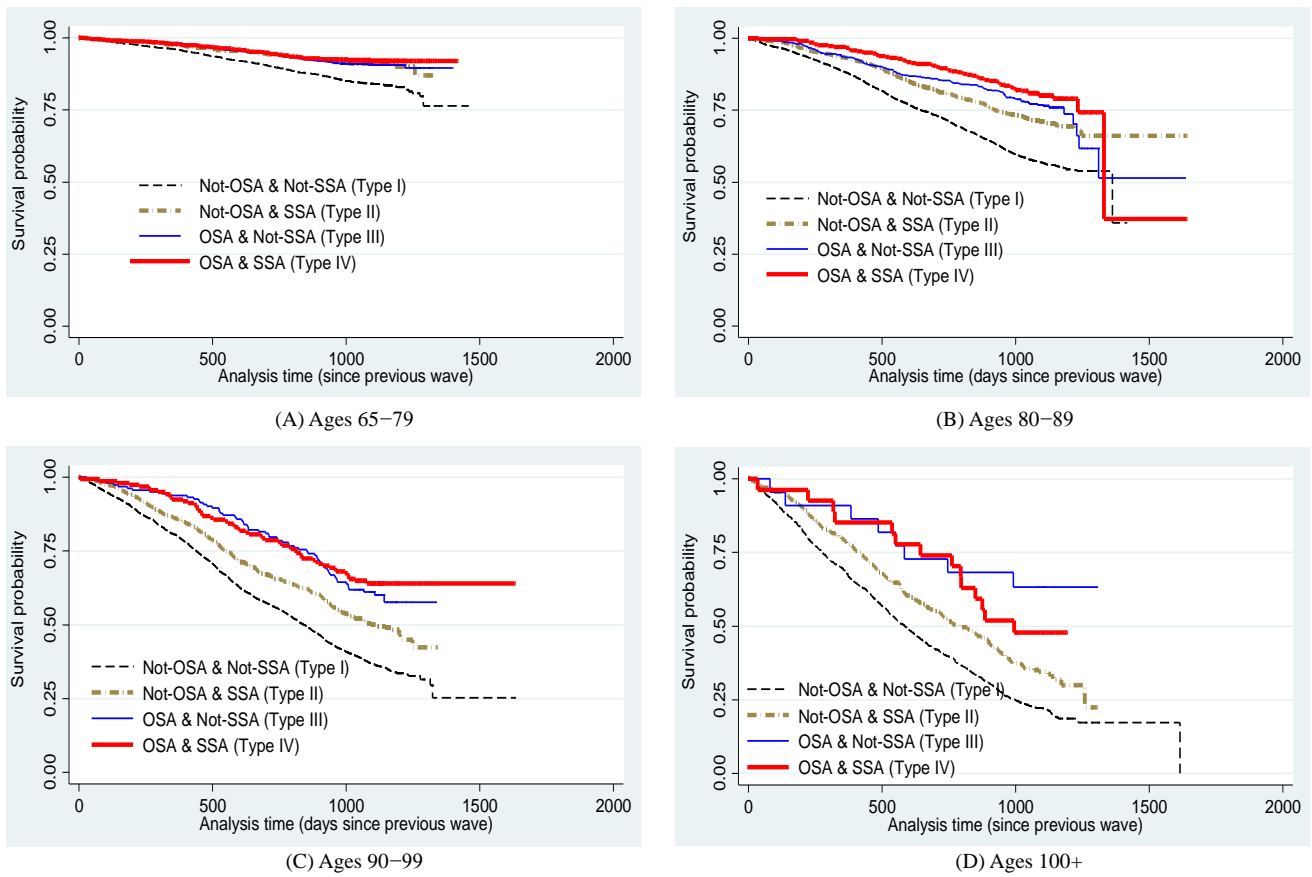 Survival probability
1.00
0.75
0.50
0.25
0.00
Not-OSA & Not-SSA (Type I)
Not-OSA & SSA (Type II)
OSA & Not-SSA (Type III)
OSA & SSA (Type IV)
0 500 1000 1500 2000
Analysis time (since previous wave)
(A) Ages 65−79
Survival probability
1.00
0.75
0.50
0.25
0.00
Not-OSA & Not-SSA (Type I)
Not-OSA & SSA (Type II)
OSA & Not-SSA (Type III)
OSA & SSA (Type IV)
0 500 1000 1500 2000
Analysis time (days since previous wave)
(B) Ages 80−89
Survival probability
1.00
0.75
0.50
0.25
0.00
Not-OSA & Not-SSA (Type I)
Not-OSA & SSA (Type II)
OSA & Not-SSA (Type III)
OSA & SSA (Type IV)
0 500 1000 1500 2000
Analysis time (days since previous wave)
(C) Ages 90−99
Survival probability
1.00
0.75
0.50
0.25
0.00
Not-OSA & Not-SSA (Type I)
Not-OSA & SSA (Type II)
OSA & Not-SSA (Type III)
OSA & SSA (Type IV)
0 500 1000 1500 2000
Analysis time (since previous wave)
(D) Ages 100+